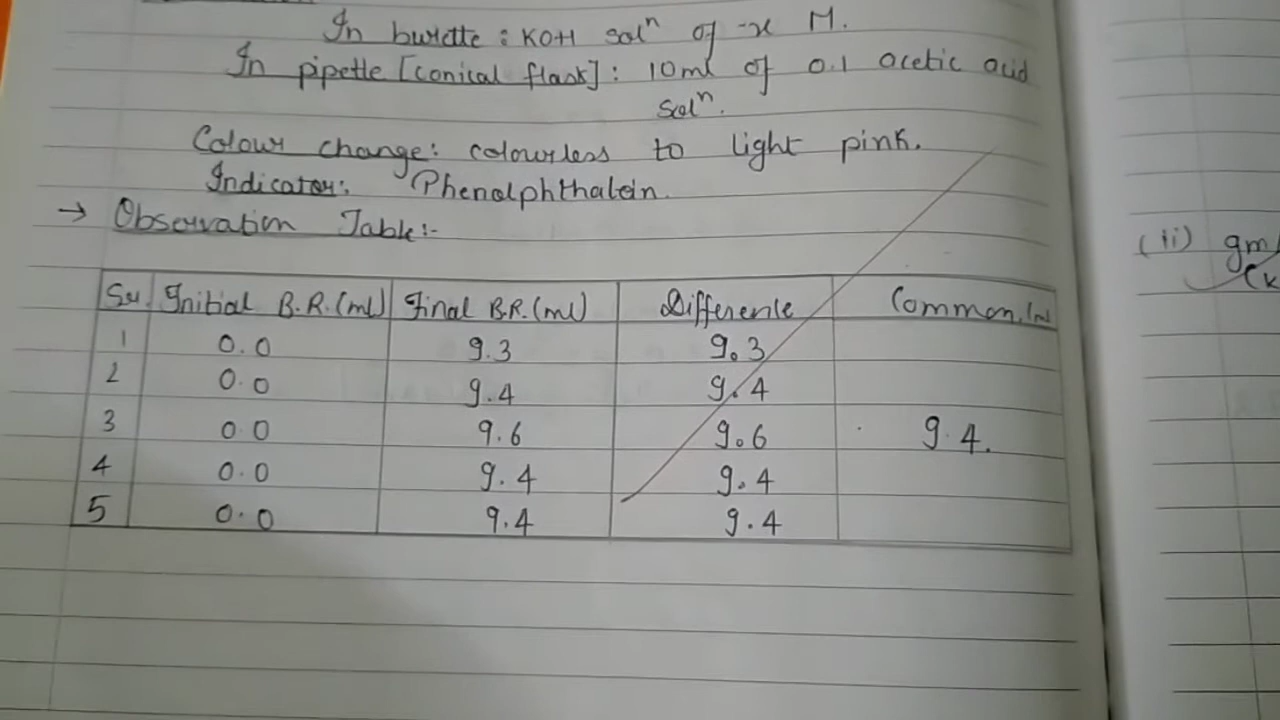 In burette : KOH solⁿ of x M.
In pipette [conical flask] : 10ml of 0.1 acetic acid
solⁿ.
Colour change: colourless to light pink.
Indicator: Phenolphthalein.
→ Observation Table:-
Sr. Initial B.R.(ml) Final B.R.(ml) Difference Common.(m
1 0.0 9.3 9.3
2 0.0 9.4 9.4
3 0.0 9.6 9.6 9.4.
4 0.0 9.4 9.4
5 0.0 9.4 9.4
(ii) gm